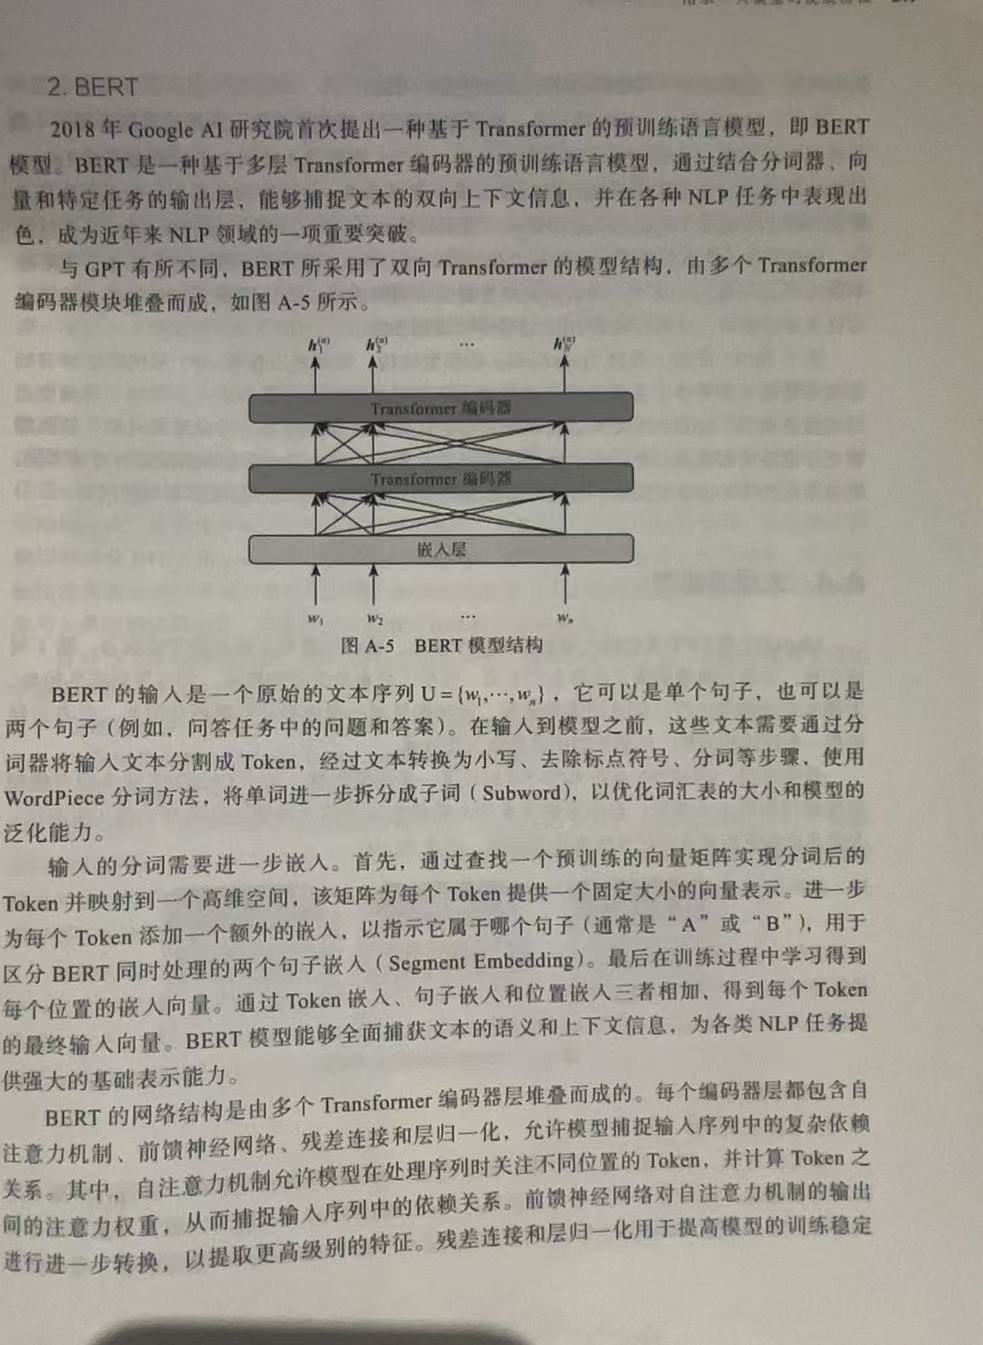 2. BERT
2018 年 Google AI 研究院首次提出一种基于 Transformer 的预训练语言模型，即 BERT
模型。BERT 是一种基于多层 Transformer 编码器的预训练语言模型，通过结合分词器、向
量和特定任务的输出层，能够捕捉文本的双向上下文信息，并在各种 NLP 任务中表现出
色，成为近年来 NLP 领域的一项重要突破。
与 GPT 有所不同，BERT 所采用了双向 Transformer 的模型结构，由多个 Transformer
编码器模块堆叠而成，如图 A-5 所示。
h₁⁽ⁿ⁾ h₂⁽ⁿ⁾ … h_N⁽ⁿ⁾
Transformer 编码器
Transformer 编码器
嵌入层
w₁ w₂ … wₙ
图 A-5 BERT 模型结构
BERT 的输入是一个原始的文本序列 U = {w₁,⋯,wₙ}，它可以是单个句子，也可以是
两个句子（例如，问答任务中的问题和答案）。在输入到模型之前，这些文本需要通过分
词器将输入文本分割成 Token，经过文本转换为小写、去除标点符号、分词等步骤，使用
WordPiece 分词方法，将单词进一步拆分成子词（Subword），以优化词汇表的大小和模型的
泛化能力。
输入的分词需要进一步嵌入。首先，通过查找一个预训练的向量矩阵实现分词后的
Token 并映射到一个高维空间，该矩阵为每个 Token 提供一个固定大小的向量表示。进一步
为每个 Token 添加一个额外的嵌入，以指示它属于哪个句子（通常是“A”或“B”），用于
区分 BERT 同时处理的两个句子嵌入（Segment Embedding）。最后在训练过程中学习得到
每个位置的嵌入向量。通过 Token 嵌入、句子嵌入和位置嵌入三者相加，得到每个 Token
的最终输入向量。BERT 模型能够全面捕获文本的语义和上下文信息，为各类 NLP 任务提
供强大的基础表示能力。
BERT 的网络结构是由多个 Transformer 编码器层堆叠而成的。每个编码器层都包含自
注意力机制、前馈神经网络、残差连接和层归一化，允许模型捕捉输入序列中的复杂依赖
关系。其中，自注意力机制允许模型在处理序列时关注不同位置的 Token，并计算 Token 之
间的注意力权重，从而捕捉输入序列中的依赖关系。前馈神经网络对自注意力机制的输出
进行进一步转换，以提取更高级别的特征。残差连接和层归一化用于提高模型的训练稳定